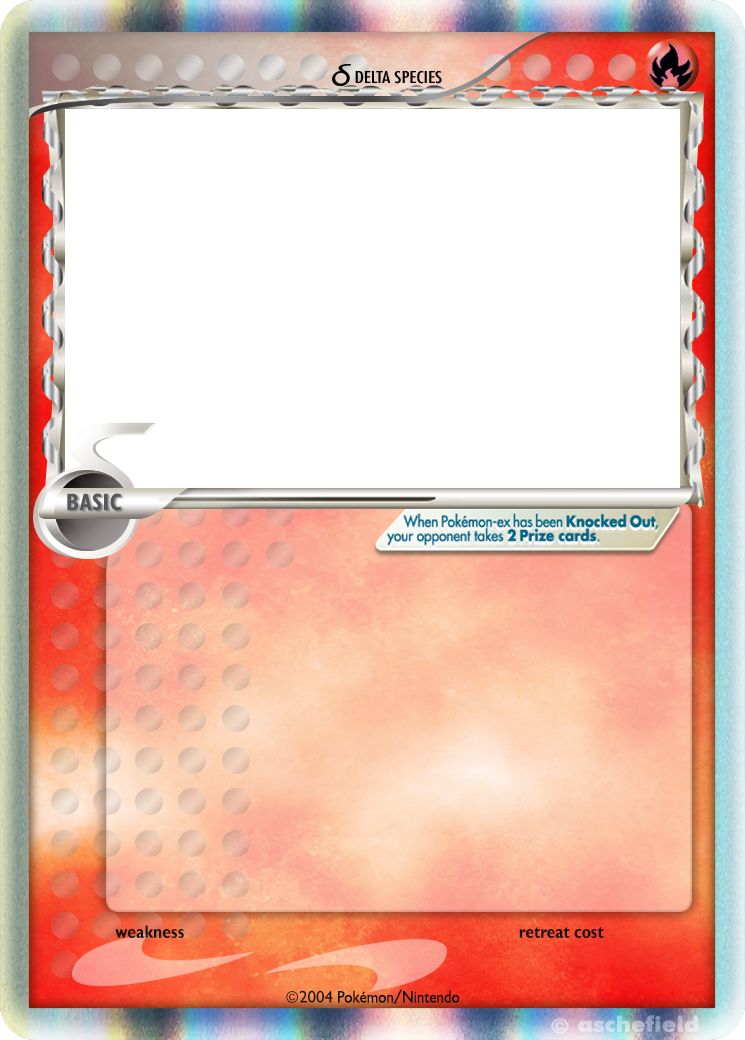 δ DELTA SPECIES
BASIC
When Pokémon-ex has been Knocked Out,
your opponent takes 2 Prize cards.
weakness
retreat cost
©2004 Pokémon/Nintendo
© aschefield